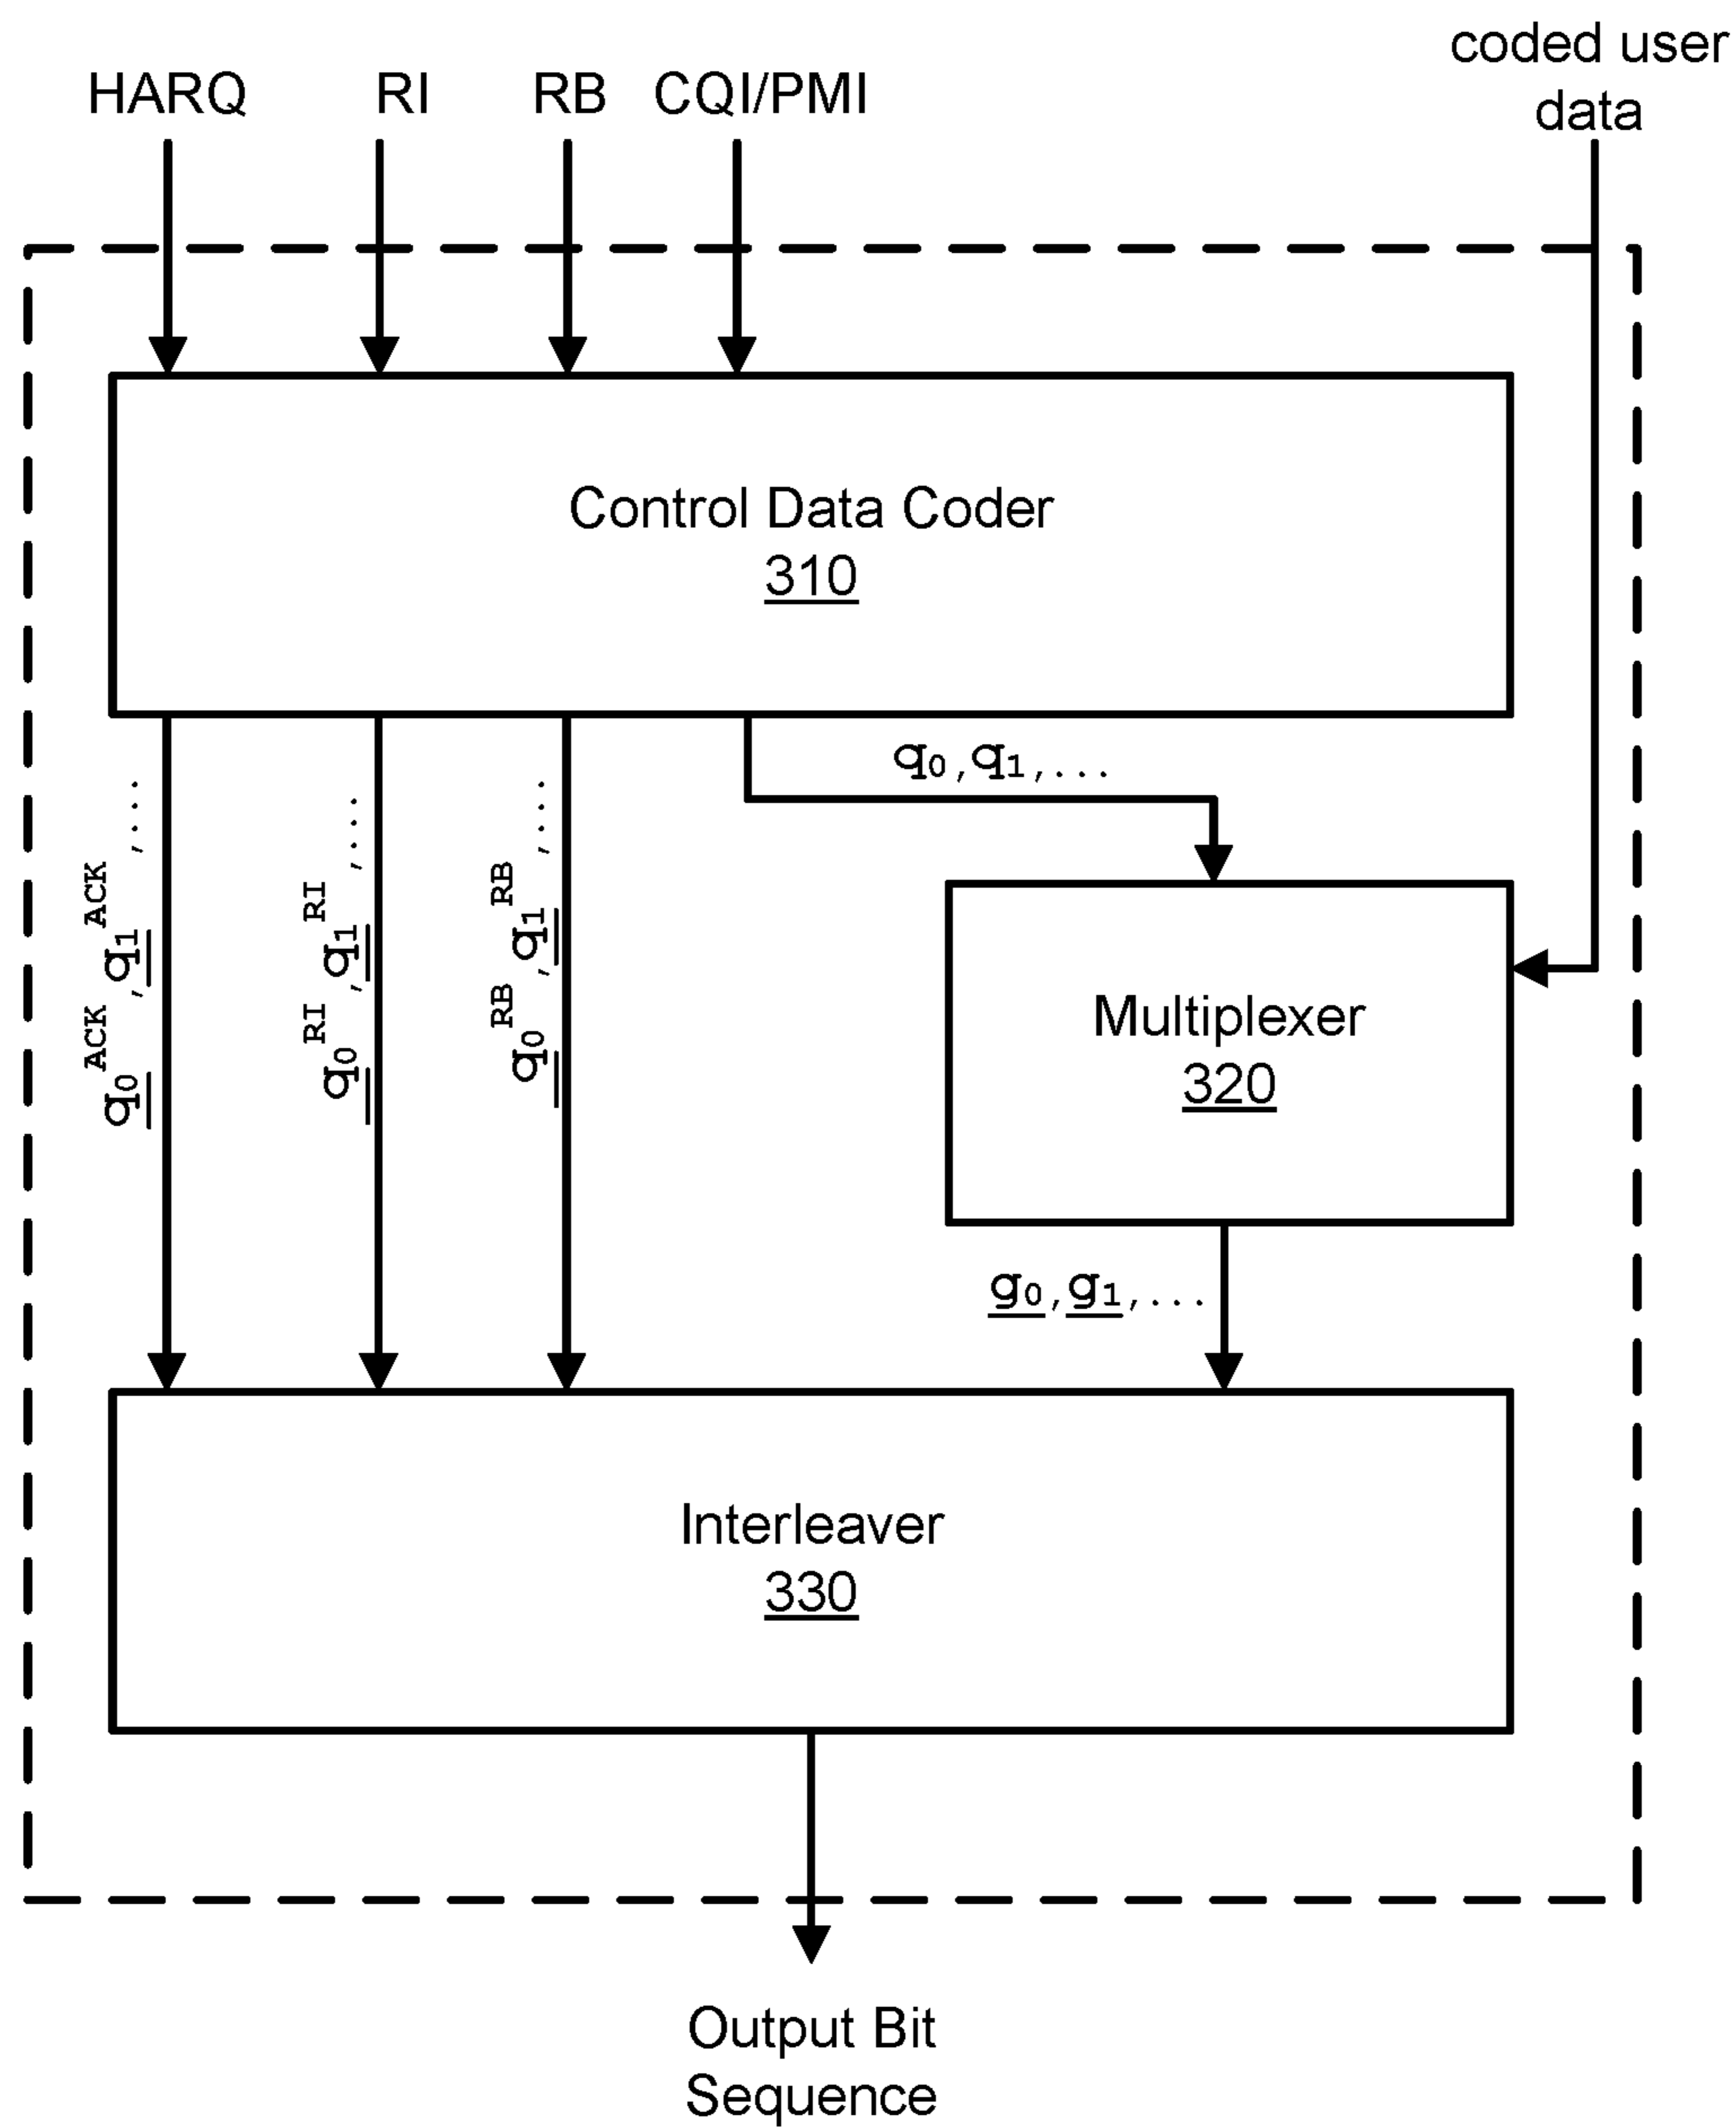 coded user
data
HARQ RI RB CQI/PMI
Control Data Coder
310
q0,q1,...
q0ACK,q1ACK,...
q0RI,q1RI,...
q0RB,q1RB,...
Multiplexer
320
g0,g1,...
Interleaver
330
Output Bit
Sequence